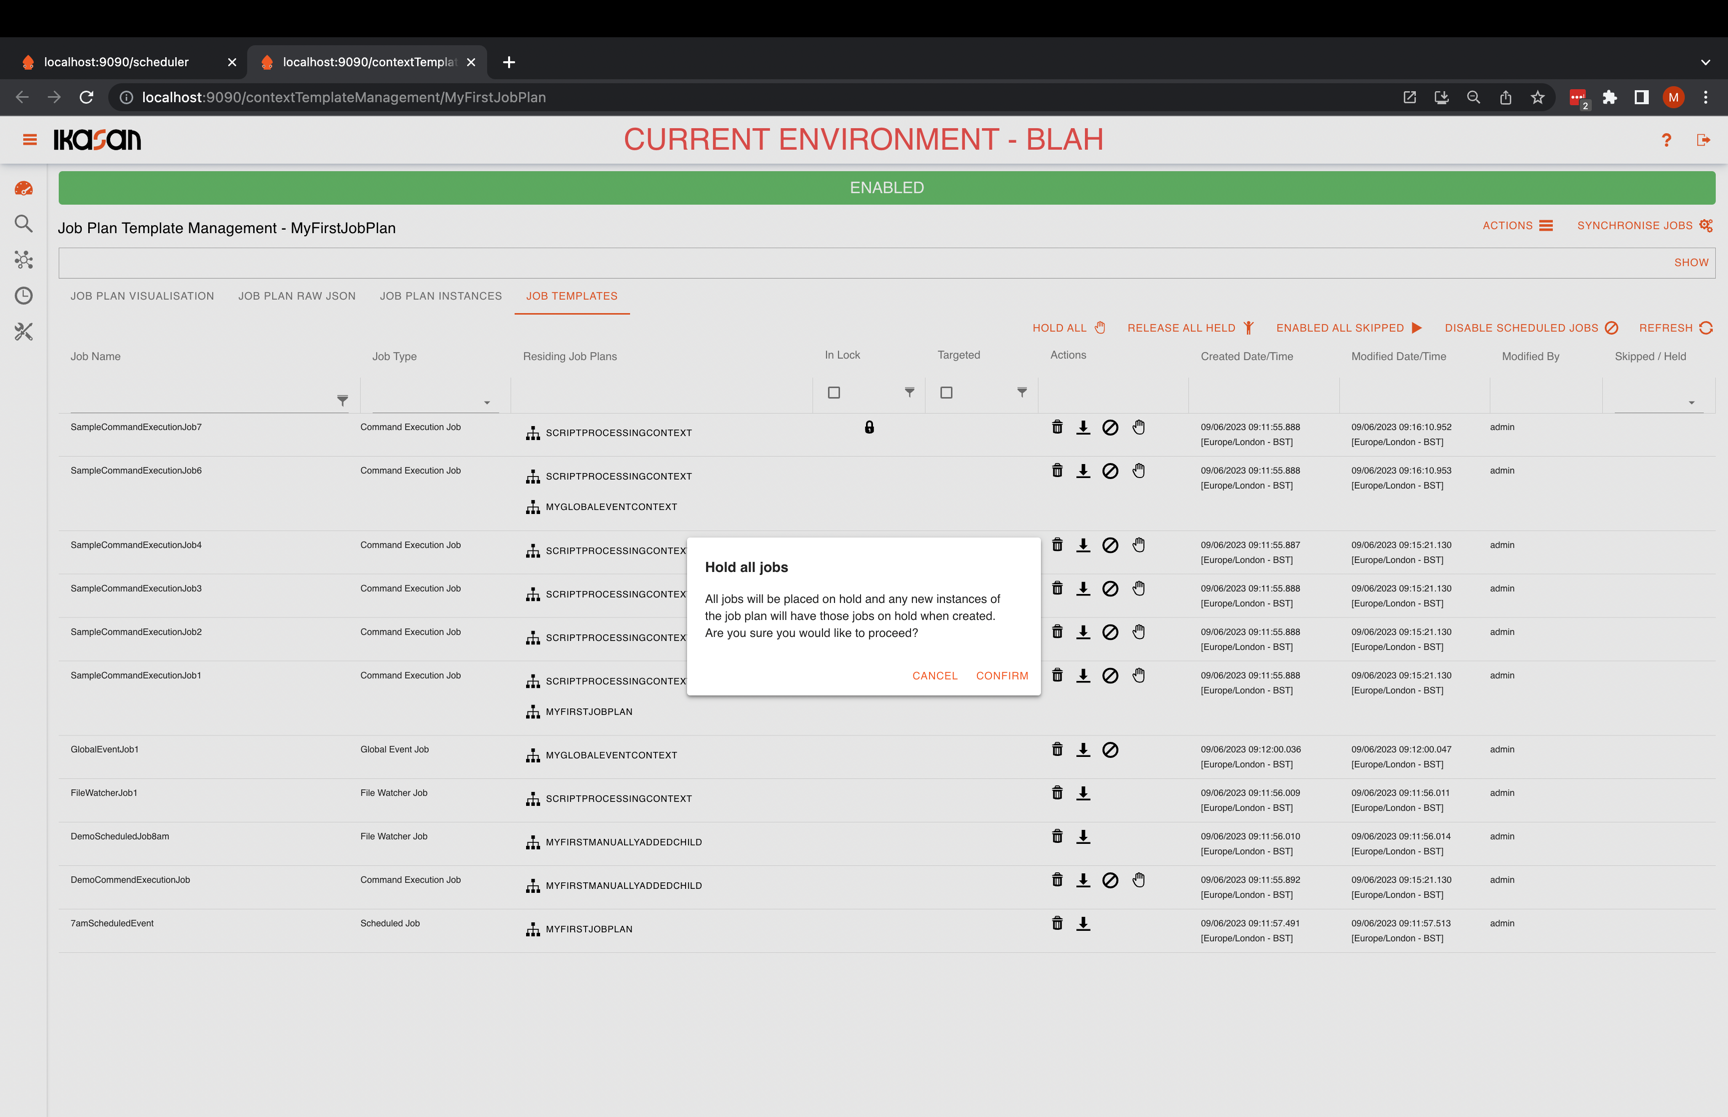 localhost:9090/scheduler
localhost:9090/contextTempla
localhost:9090/contextTemplateManagement/MyFirstJobPlan
2
M
IKASAN
CURRENT ENVIRONMENT - BLAH
?
ENABLED
Job Plan Template Management - MyFirstJobPlan
ACTIONS
SYNCHRONISE JOBS
SHOW
JOB PLAN VISUALISATION
JOB PLAN RAW JSON
JOB PLAN INSTANCES
JOB TEMPLATES
HOLD ALL
RELEASE ALL HELD
ENABLED ALL SKIPPED
DISABLE SCHEDULED JOBS
REFRESH
Job Name
Job Type
Residing Job Plans
In Lock
Targeted
Actions
Created Date/Time
Modified Date/Time
Modified By
Skipped / Held
SampleCommandExecutionJob7
Command Execution Job
SCRIPTPROCESSINGCONTEXT
09/06/2023 09:11:55.888
[Europe/London - BST]
09/06/2023 09:16:10.952
[Europe/London - BST]
admin
SampleCommandExecutionJob6
Command Execution Job
SCRIPTPROCESSINGCONTEXT
MYGLOBALEVENTCONTEXT
09/06/2023 09:11:55.888
[Europe/London - BST]
09/06/2023 09:16:10.953
[Europe/London - BST]
admin
SampleCommandExecutionJob4
Command Execution Job
SCRIPTPROCESSINGCONTEX
09/06/2023 09:11:55.887
[Europe/London - BST]
09/06/2023 09:15:21.130
[Europe/London - BST]
admin
SampleCommandExecutionJob3
Command Execution Job
SCRIPTPROCESSINGCONTEX
09/06/2023 09:11:55.888
[Europe/London - BST]
09/06/2023 09:15:21.130
[Europe/London - BST]
admin
SampleCommandExecutionJob2
Command Execution Job
SCRIPTPROCESSINGCONTEX
09/06/2023 09:11:55.888
[Europe/London - BST]
09/06/2023 09:15:21.130
[Europe/London - BST]
admin
SampleCommandExecutionJob1
Command Execution Job
SCRIPTPROCESSINGCONTEX
MYFIRSTJOBPLAN
09/06/2023 09:11:55.888
[Europe/London - BST]
09/06/2023 09:15:21.130
[Europe/London - BST]
admin
GlobalEventJob1
Global Event Job
MYGLOBALEVENTCONTEXT
09/06/2023 09:12:00.036
[Europe/London - BST]
09/06/2023 09:12:00.047
[Europe/London - BST]
admin
FileWatcherJob1
File Watcher Job
SCRIPTPROCESSINGCONTEXT
09/06/2023 09:11:56.009
[Europe/London - BST]
09/06/2023 09:11:56.011
[Europe/London - BST]
admin
DemoScheduledJob8am
File Watcher Job
MYFIRSTMANUALLYADDEDCHILD
09/06/2023 09:11:56.010
[Europe/London - BST]
09/06/2023 09:11:56.014
[Europe/London - BST]
admin
DemoCommendExecutionJob
Command Execution Job
MYFIRSTMANUALLYADDEDCHILD
09/06/2023 09:11:55.892
[Europe/London - BST]
09/06/2023 09:15:21.130
[Europe/London - BST]
admin
7amScheduledEvent
Scheduled Job
MYFIRSTJOBPLAN
09/06/2023 09:11:57.491
[Europe/London - BST]
09/06/2023 09:11:57.513
[Europe/London - BST]
admin
Hold all jobs
All jobs will be placed on hold and any new instances of
the job plan will have those jobs on hold when created.
Are you sure you would like to proceed?
CANCEL
CONFIRM